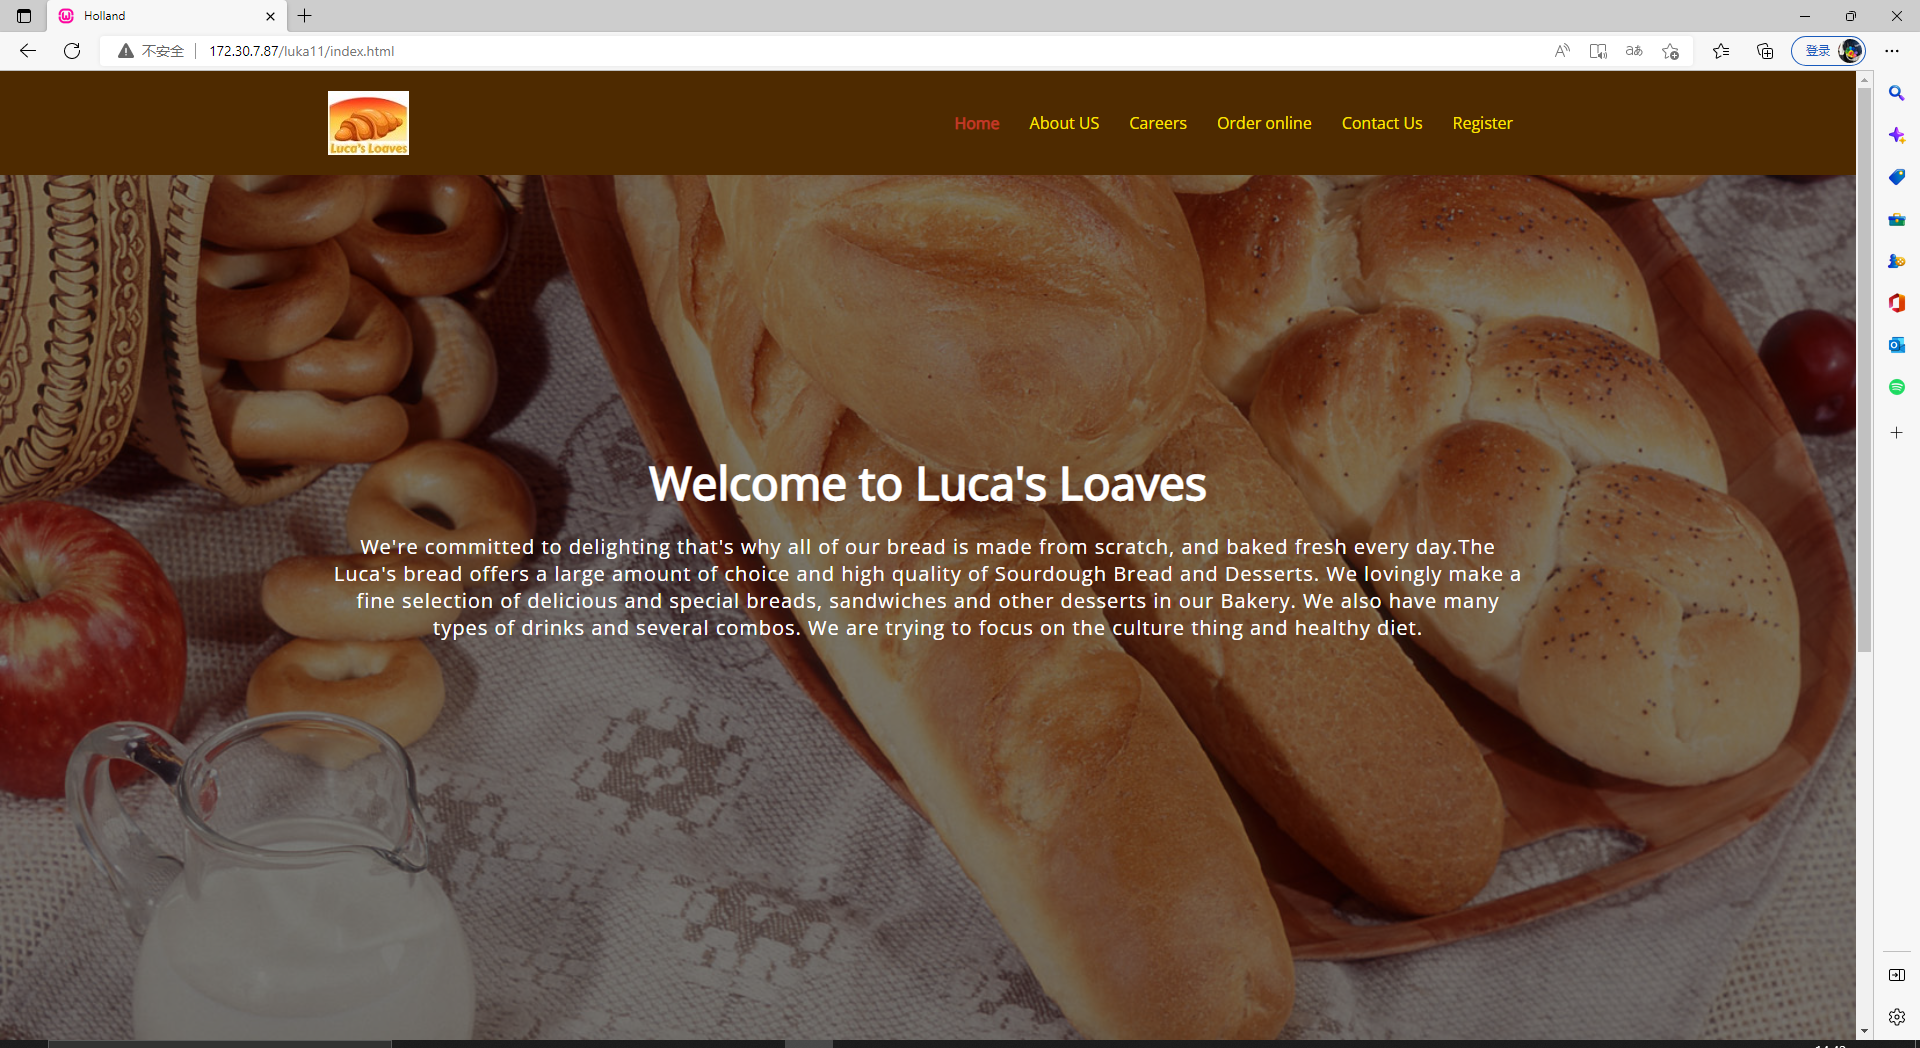 Holland
不安全
172.30.7.87/luka11/index.html
登录
Luca's Loaves
Home
About US
Careers
Order online
Contact Us
Register
Welcome to Luca's Loaves
We're committed to delighting that's why all of our bread is made from scratch, and baked fresh every day.The
Luca's bread offers a large amount of choice and high quality of Sourdough Bread and Desserts. We lovingly make a
fine selection of delicious and special breads, sandwiches and other desserts in our Bakery. We also have many
types of drinks and several combos. We are trying to focus on the culture thing and healthy diet.